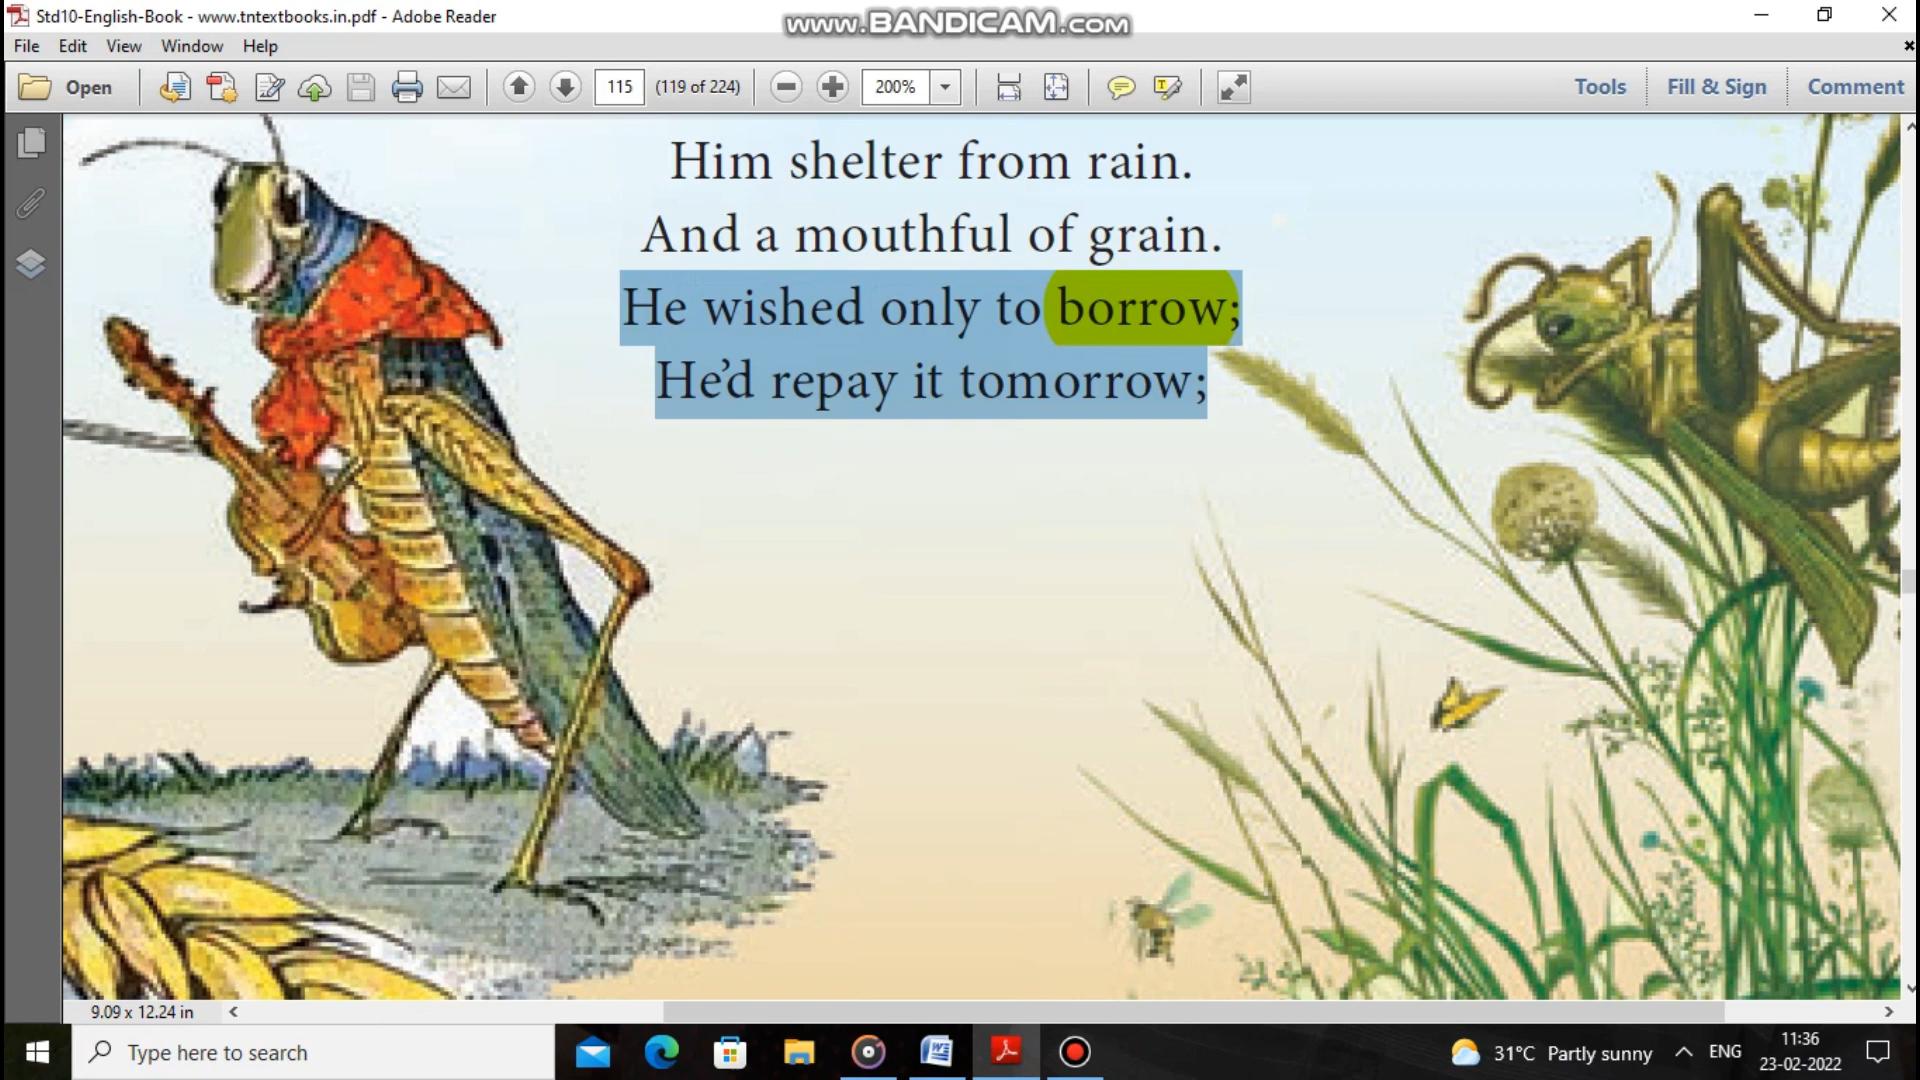 Std10-English-Book - www.tntextbooks.in.pdf - Adobe Reader
www.BANDICAM.com
File Edit View Window Help
Open 115 (119 of 224) 200% Tools Fill & Sign Comment
Him shelter from rain.
And a mouthful of grain.
He wished only to borrow;
He’d repay it tomorrow;
9.09 x 12.24 in
Type here to search
31°C Partly sunny
ENG
11:36
23-02-2022